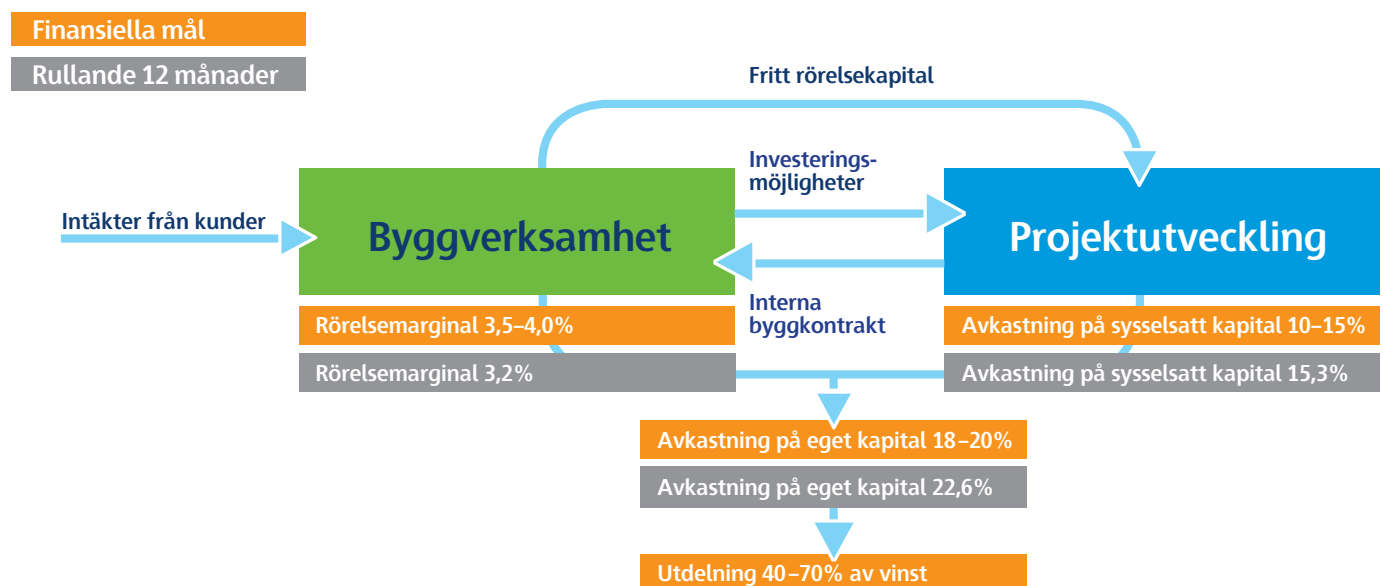 Finansiella mål
Rullande 12 månader
Fritt rörelsekapital
Investerings-
möjligheter
Intäkter från kunder
Byggverksamhet
Projektutveckling
Interna
byggkontrakt
Rörelsemarginal 3,5–4,0%
Rörelsemarginal 3,2%
Avkastning på sysselsatt kapital 10–15%
Avkastning på sysselsatt kapital 15,3%
Avkastning på eget kapital 18–20%
Avkastning på eget kapital 22,6%
Utdelning 40–70% av vinst